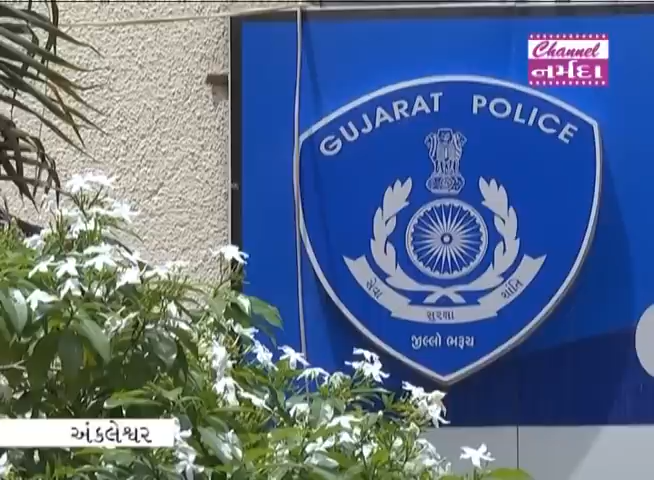 Channel
નર્મદા
GUJARAT POLICE
સેવા સુરક્ષા શાંતિ
જીલ્લો ભરૂચ
અંકલેશ્વર